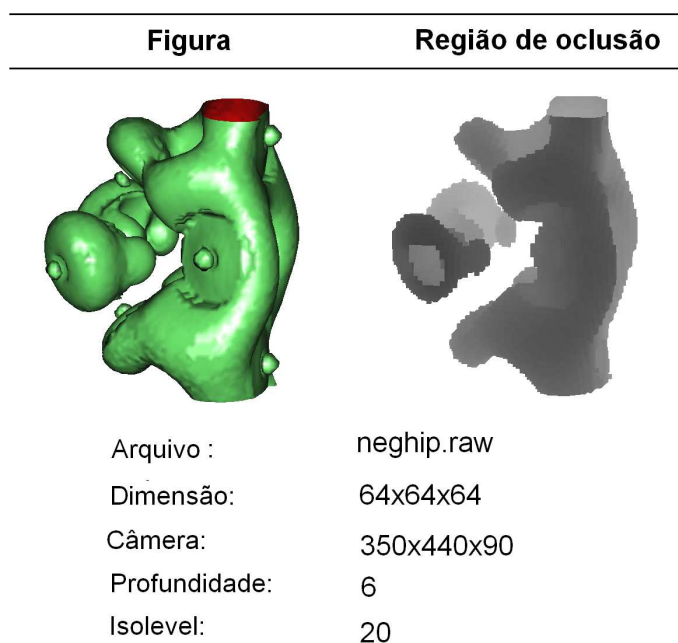 Figura Região de oclusão
Arquivo : neghip.raw
Dimensão: 64x64x64
Câmera: 350x440x90
Profundidade: 6
Isolevel: 20